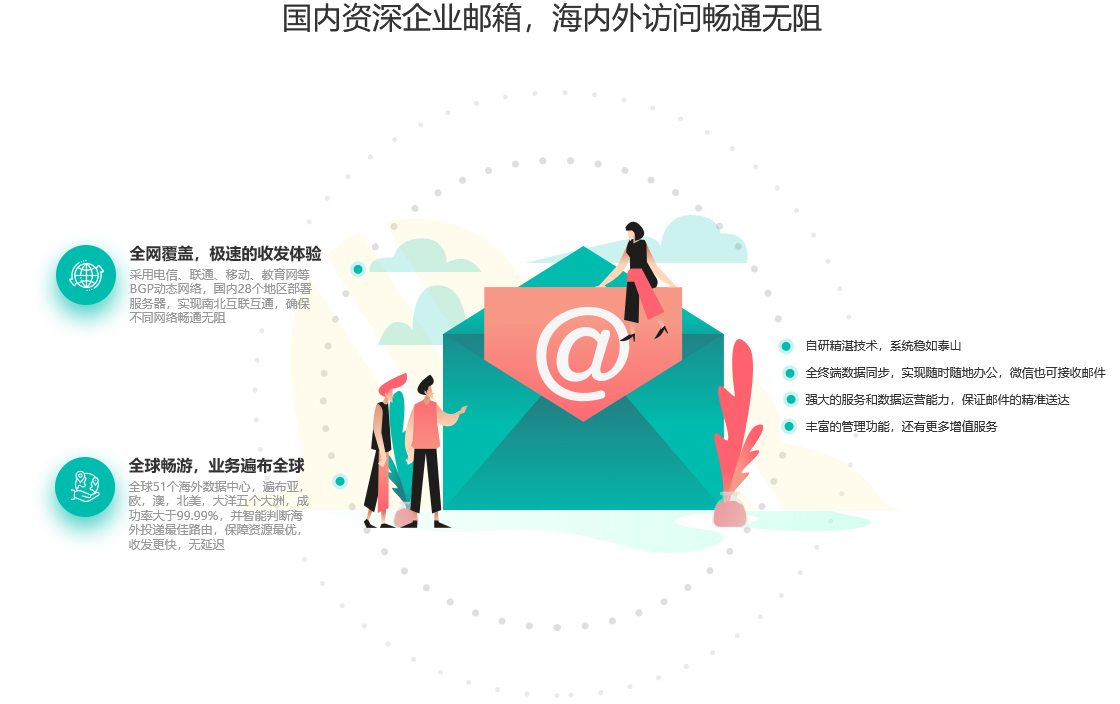 国内资深企业邮箱，海内外访问畅通无阻
全网覆盖，极速的收发体验
采用电信、联通、移动、教育网等
BGP动态网络，国内28个地区部署
服务器，实现南北互联互通，确保
不同网络畅通无阻
@
自研精湛技术，系统稳如泰山
全终端数据同步，实现随时随地办公，微信也可接收邮件
强大的服务和数据运营能力，保证邮件的精准送达
丰富的管理功能，还有更多增值服务
全球畅游，业务遍布全球
全球51个海外数据中心，遍布亚，
欧，澳，北美，大洋五个大洲，成
功率大于99.99%，并智能判断海
外投递最佳路由，保障资源最优，
收发更快，无延迟